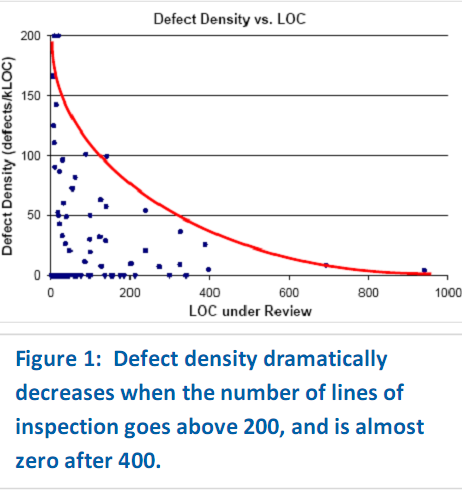 Defect Density vs. LOC
Defect Density (defects/kLOC)
200
150
100
50
0
0 200 400 600 800 1000
LOC under Review
Figure 1: Defect density dramatically
decreases when the number of lines of
inspection goes above 200, and is almost
zero after 400.